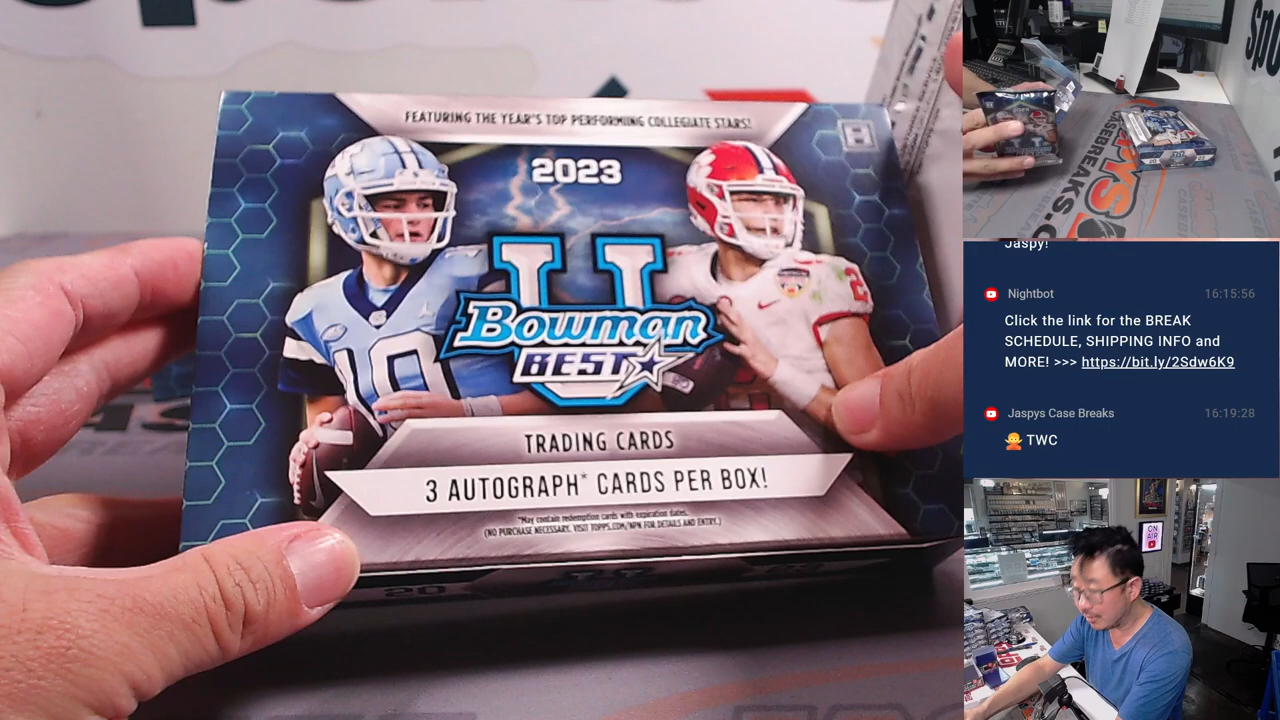 FEATURING THE YEAR'S TOP PERFORMING COLLEGIATE STARS!
2023
U
Bowman
BEST
TRADING CARDS
3 AUTOGRAPH* CARDS PER BOX!
*May contain redemption cards with expiration dates.
(NO PURCHASE NECESSARY. VISIT TOPPS.COM/NPN FOR DETAILS AND ENTRY.)
H
10
2
CASEBREAKS.C
Jaspy!
Nightbot 16:15:56
Click the link for the BREAK
SCHEDULE, SHIPPING INFO and
MORE! >>> https://bit.ly/2Sdw6K9
Jaspys Case Breaks 16:19:28
TWC
ON
AIR